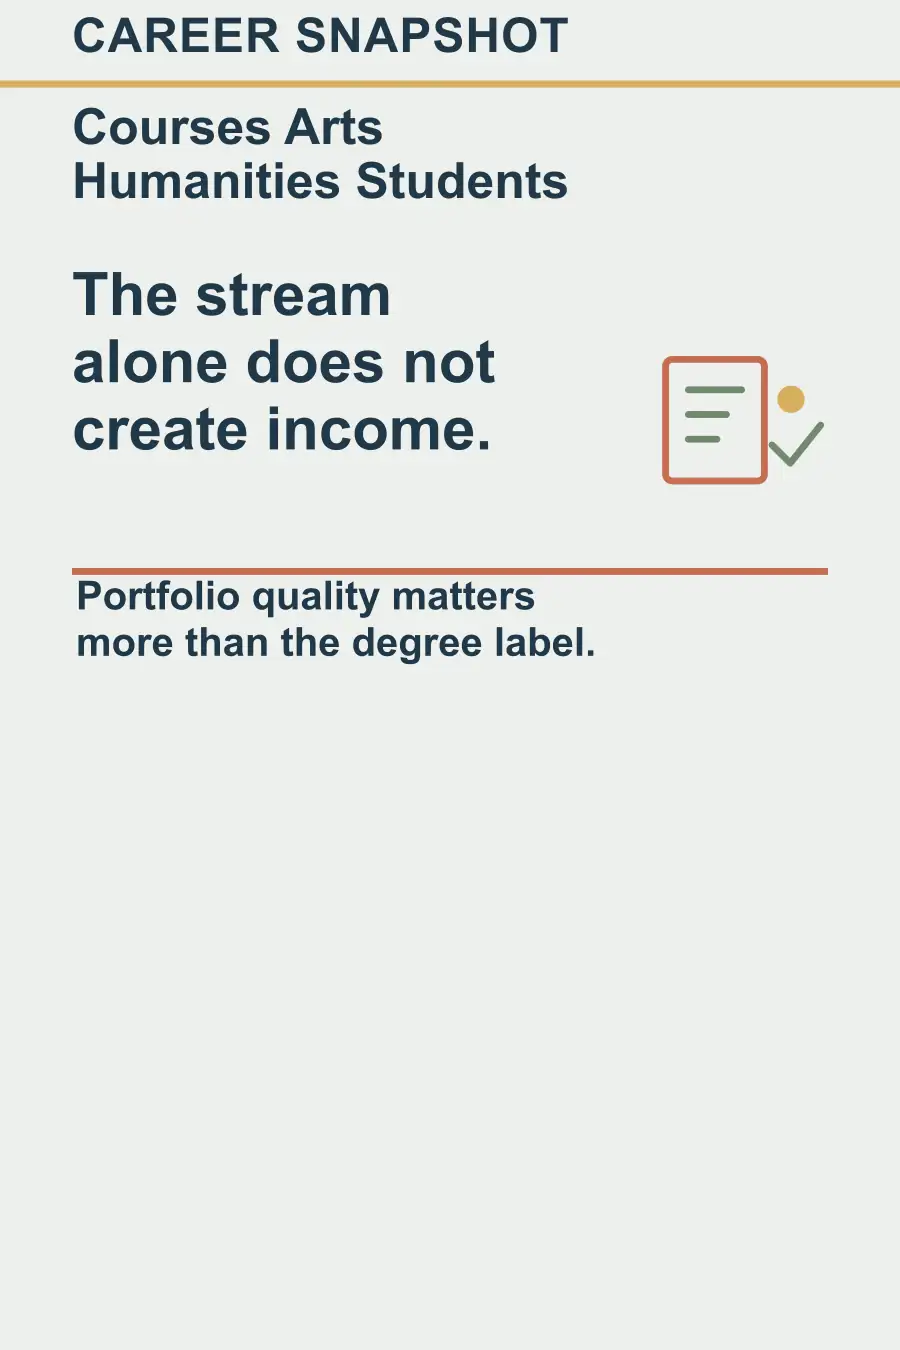 CAREER SNAPSHOT
Courses Arts
Humanities Students
The stream
alone does not
create income.
Portfolio quality matters
more than the degree label.